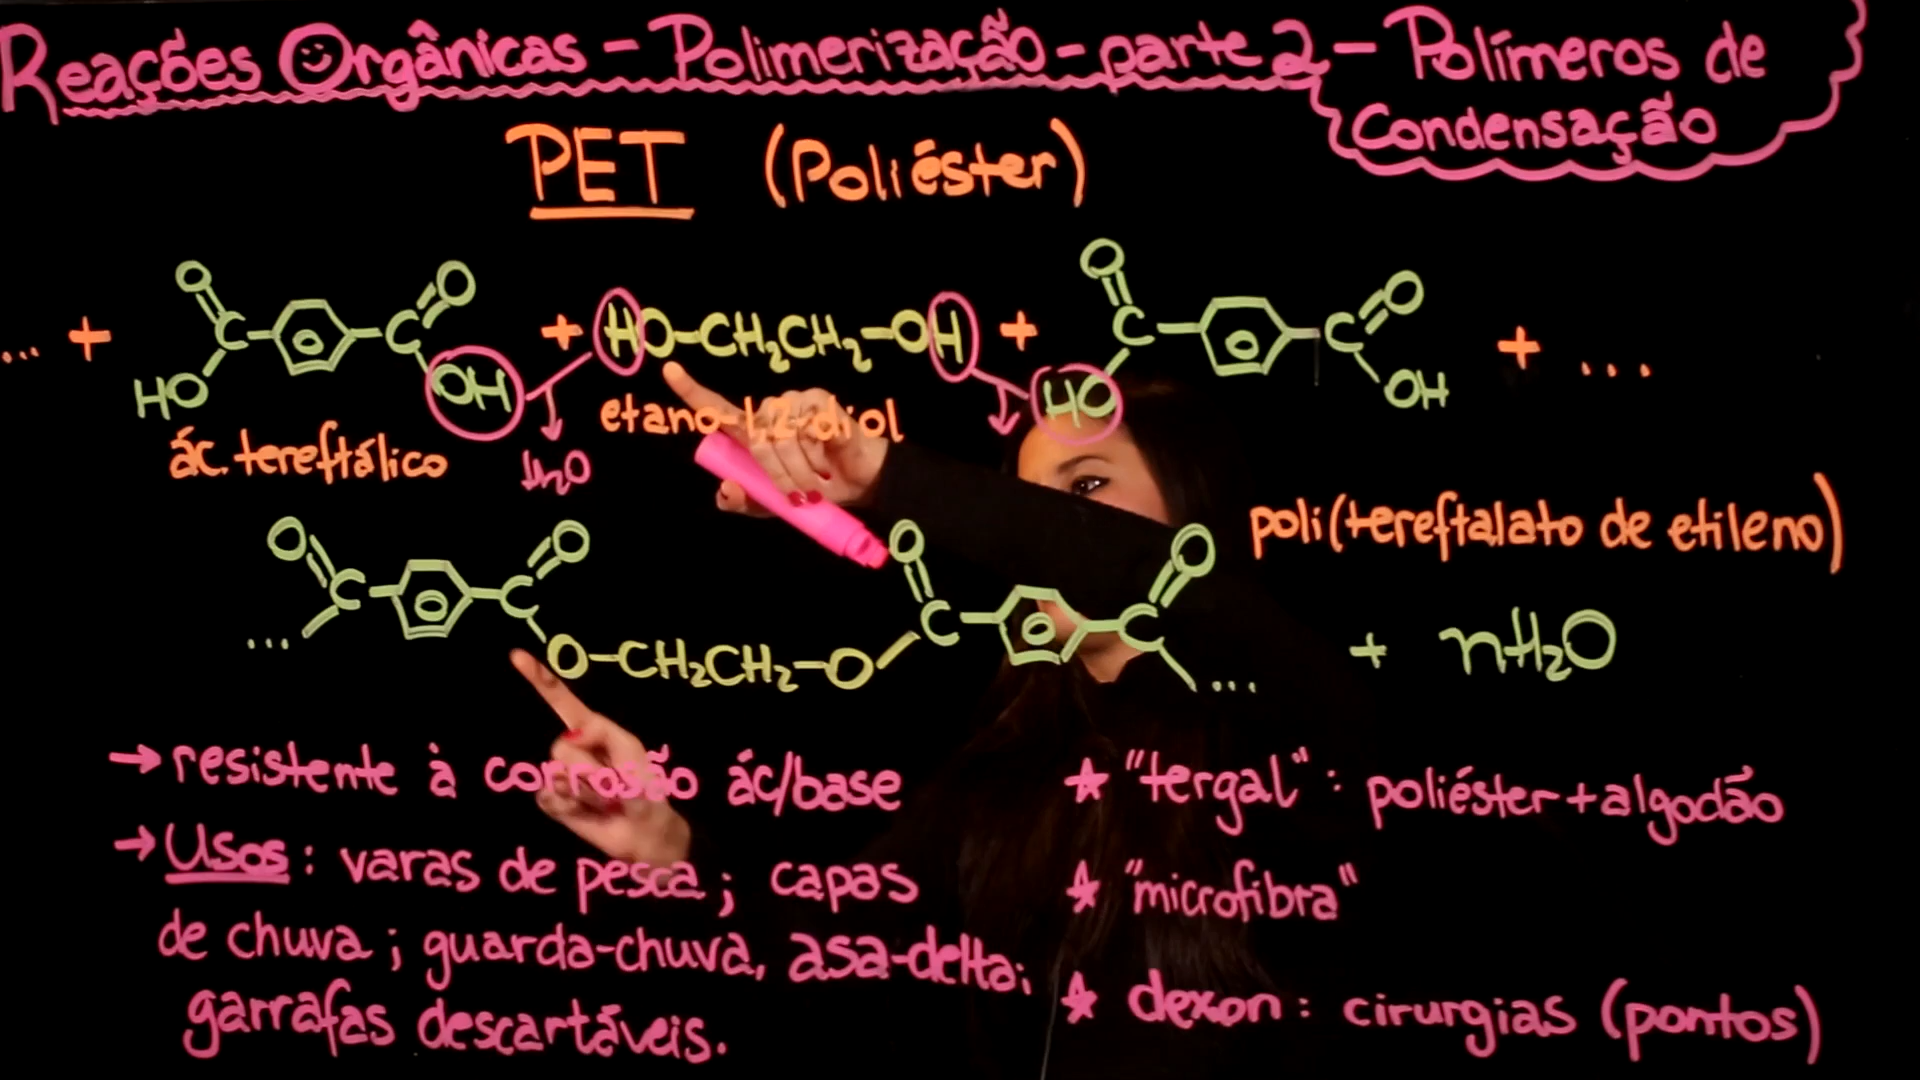 Reações Orgânicas - Polimerização - parte 2 - Polímeros de
Condensação
PET (Poliéster)
... + HO C O C O OH + HO-CH₂CH₂-OH + O C HO C O OH + ...
ác. tereftálico
etano-1,2-diol
H₂O
poli(tereftalato de etileno)
... C O C O O-CH₂CH₂-O C O C O ... + nH₂O
→ resistente à corrosão ác/base
→ Usos: varas de pesca; capas
de chuva; guarda-chuva, asa-delta;
garrafas descartáveis.
★ "tergal": poliéster + algodão
★ "microfibra"
★ dexon: cirurgias (pontos)